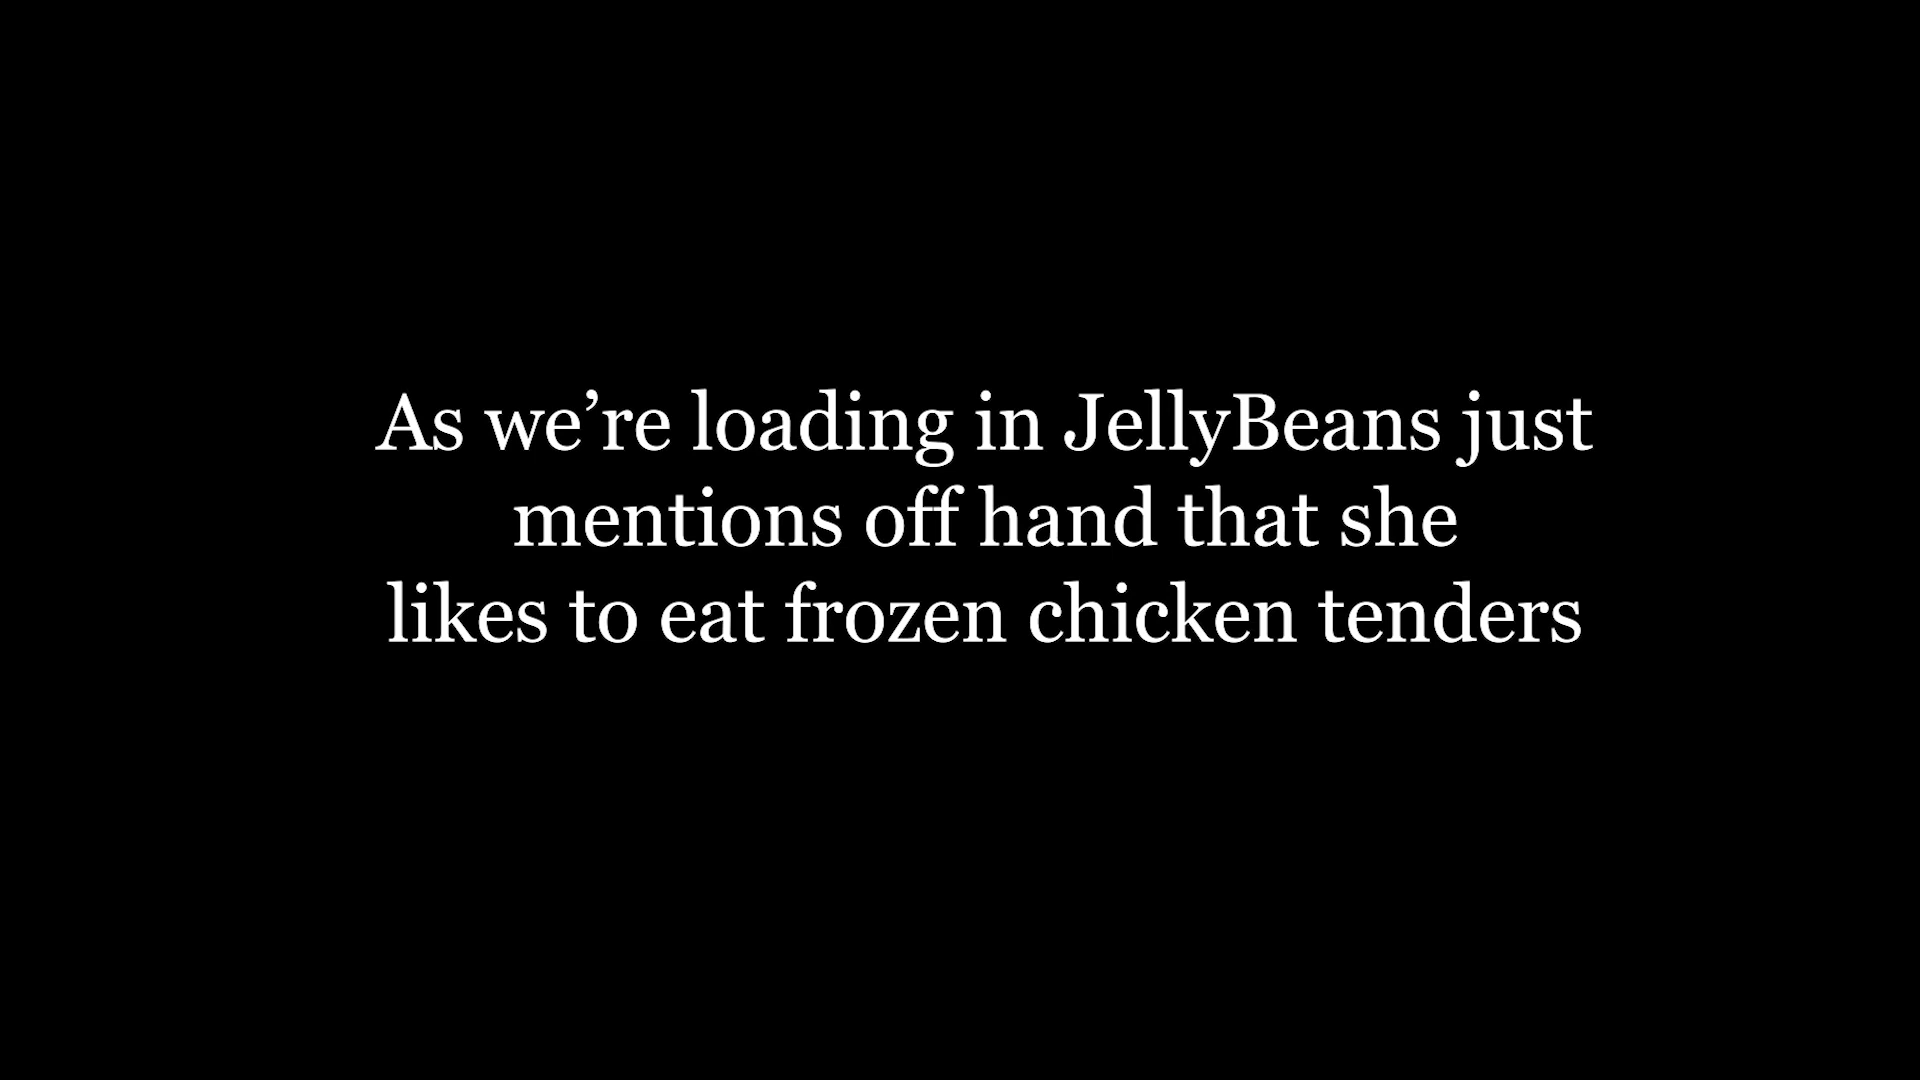 As we’re loading in JellyBeans just
mentions off hand that she
likes to eat frozen chicken tenders